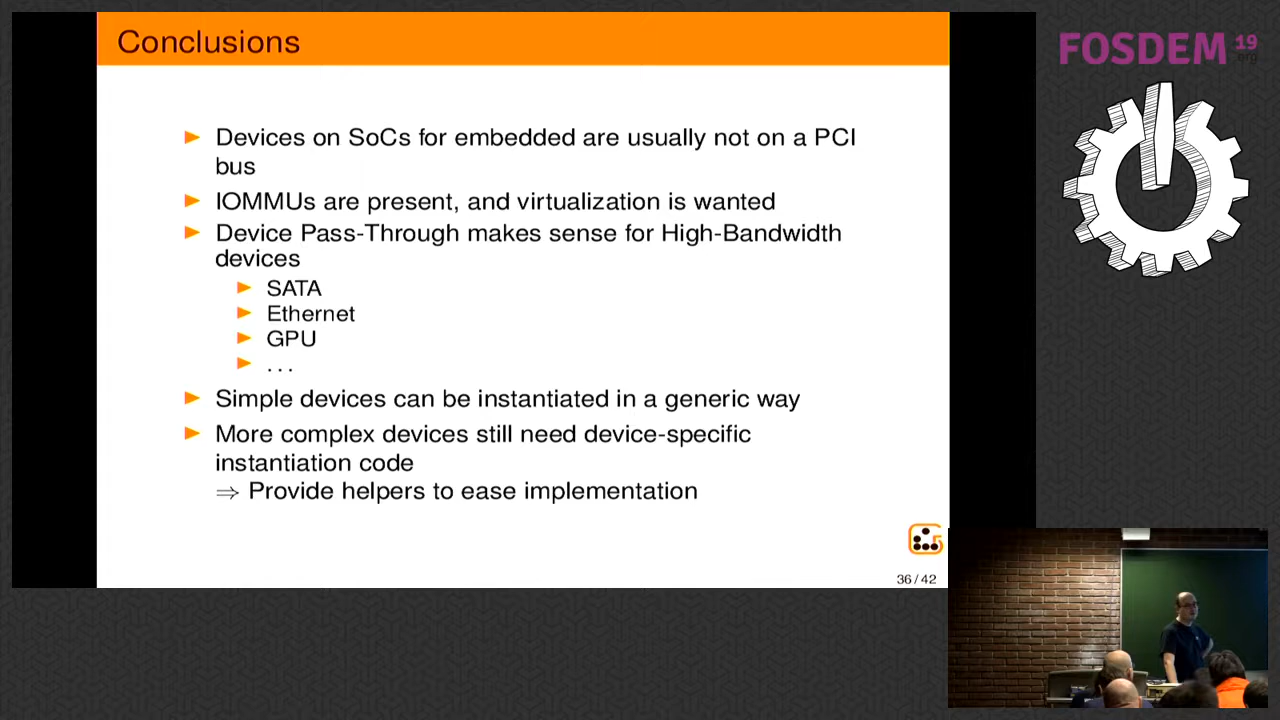 Conclusions
Devices on SoCs for embedded are usually not on a PCI
bus
IOMMUs are present, and virtualization is wanted
Device Pass-Through makes sense for High-Bandwidth
devices
SATA
Ethernet
GPU
...
Simple devices can be instantiated in a generic way
More complex devices still need device-specific
instantiation code
⇒ Provide helpers to ease implementation
36 / 42
FOSDEM 19
.org